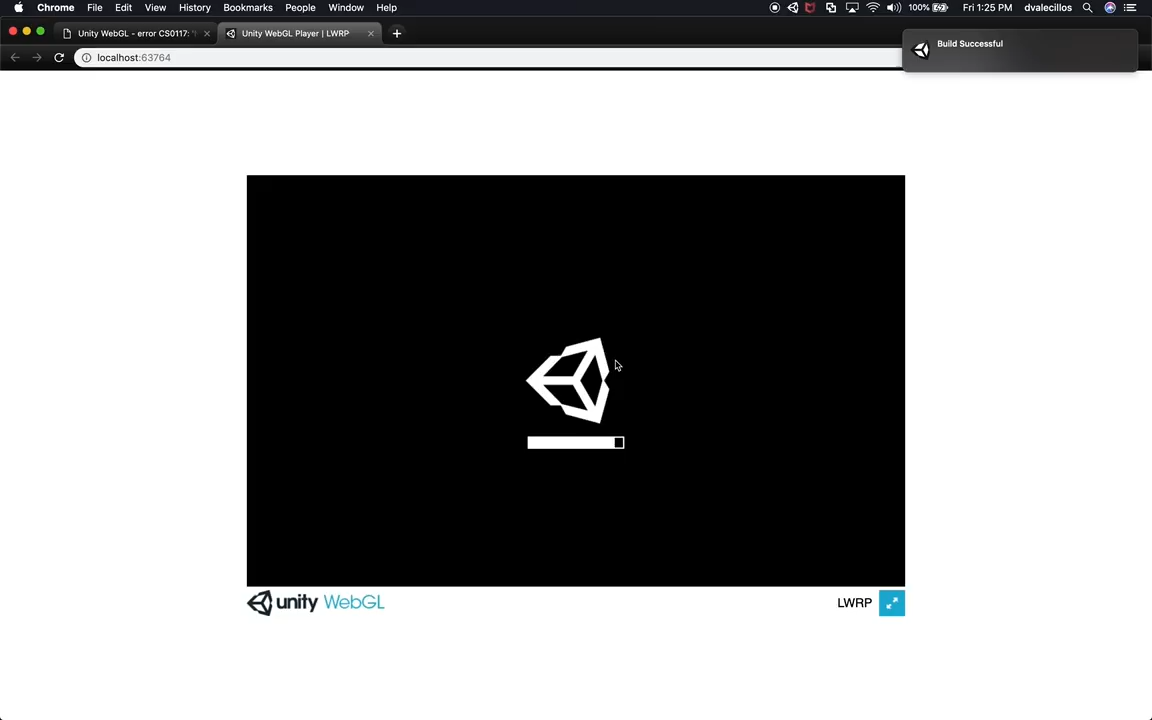 Chrome File Edit View History Bookmarks People Window Help 100% Fri 1:25 PM dvalecillos
Unity WebGL - error CS0117: Unity WebGL Player | LWRP
localhost:63764
Build Successful
unity WebGL LWRP